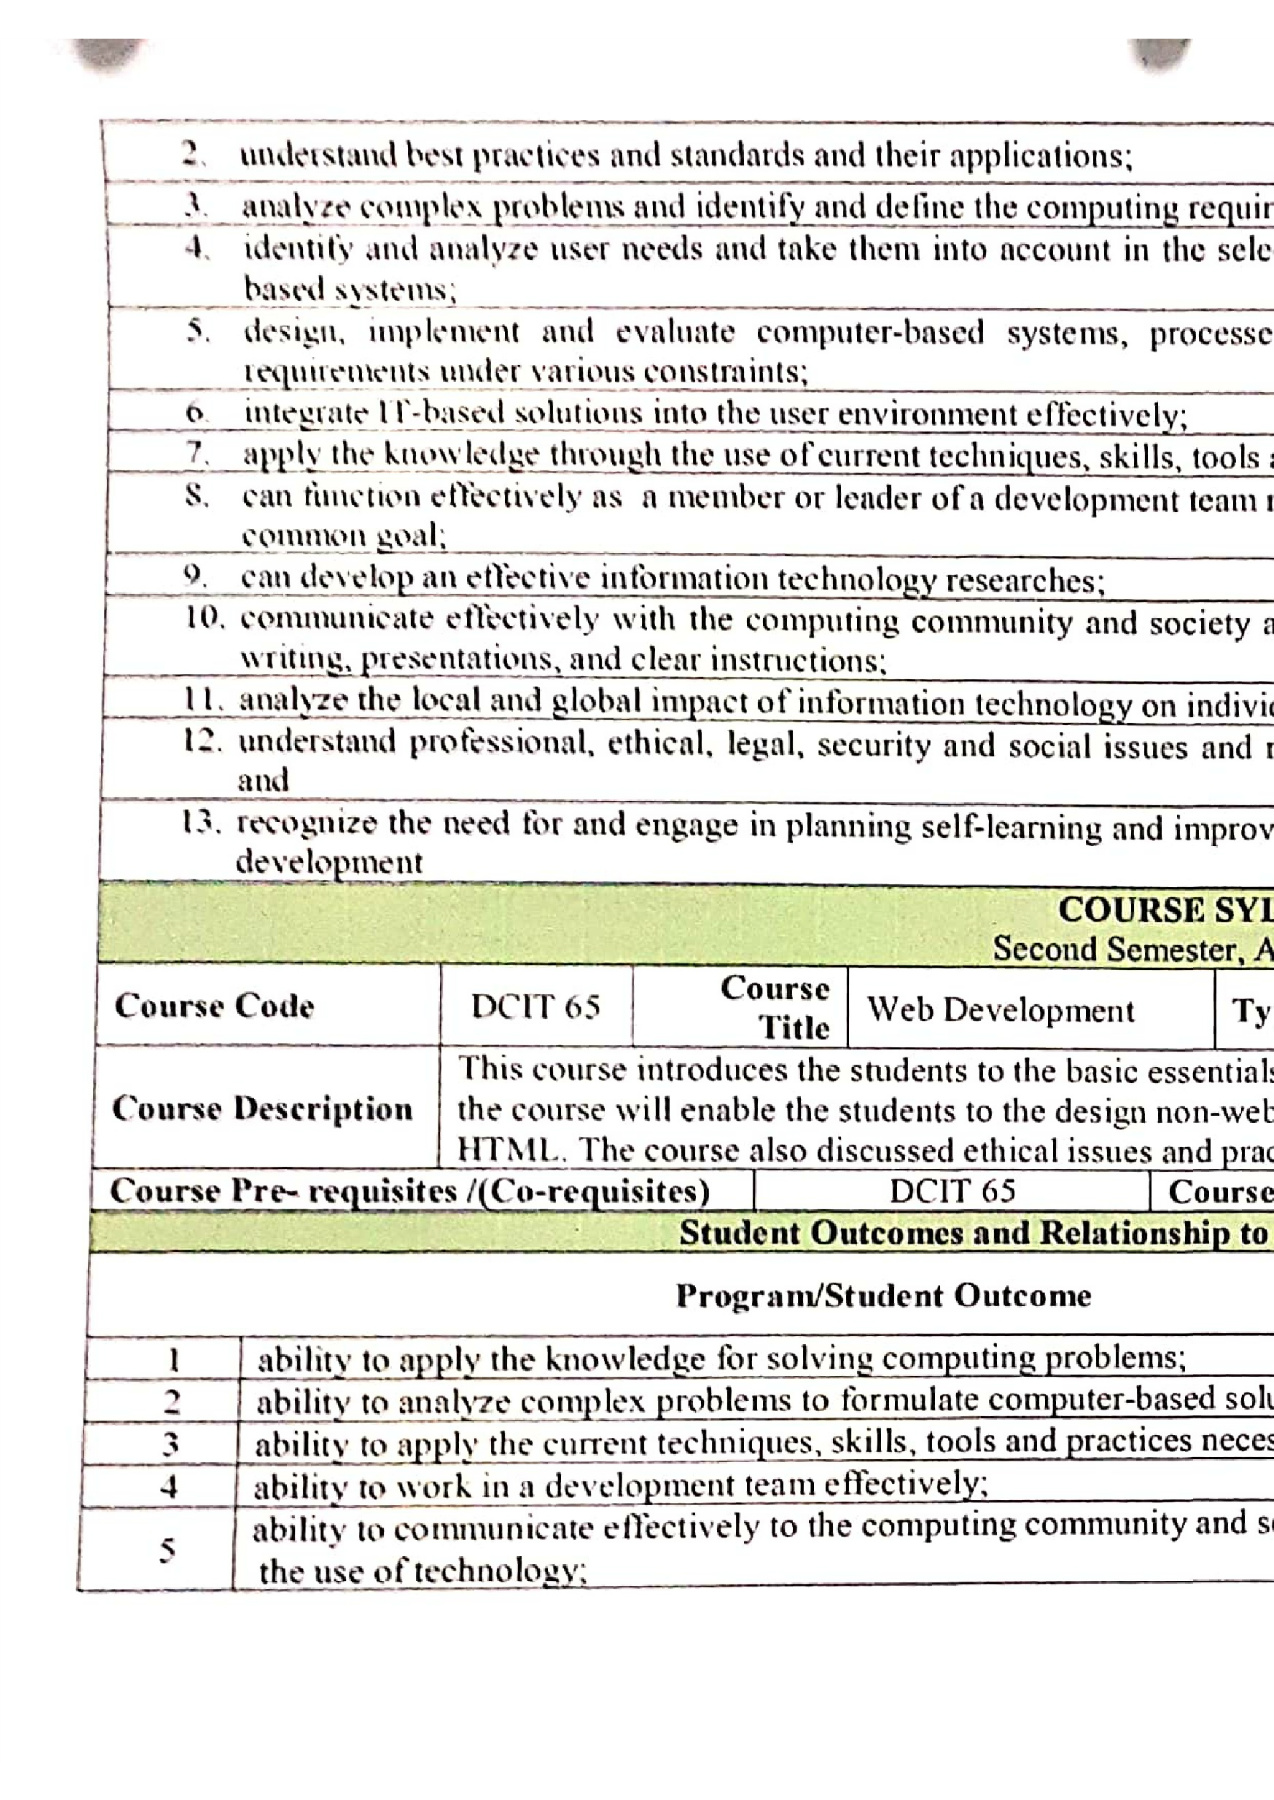 2. understand best practices and standards and their applications;
3. analyze complex problems and identify and define the computing requir
4. identify and analyze user needs and take them into account in the sele
based systems;
5. design, implement and evaluate computer-based systems, processe
requirements under various constraints;
6. integrate IT-based solutions into the user environment effectively;
7. apply the knowledge through the use of current techniques, skills, tools a
8. can function effectively as a member or leader of a development team r
common goal;
9. can develop an effective information technology researches;
10. communicate effectively with the computing community and society a
writing, presentations, and clear instructions;
11. analyze the local and global impact of information technology on individ
12. understand professional, ethical, legal, security and social issues and r
and
13. recognize the need for and engage in planning self-learning and improv
development
COURSE SYL
Second Semester, A
Course Code DCIT 65 Course Title Web Development Ty
Course Description
This course introduces the students to the basic essentials
the course will enable the students to the design non-web
HTML. The course also discussed ethical issues and prac
Course Pre- requisites /(Co-requisites) DCIT 65 Course
Student Outcomes and Relationship to
Program/Student Outcome
1 ability to apply the knowledge for solving computing problems;
2 ability to analyze complex problems to formulate computer-based solu
3 ability to apply the current techniques, skills, tools and practices neces
4 ability to work in a development team effectively;
5 ability to communicate effectively to the computing community and so
the use of technology;